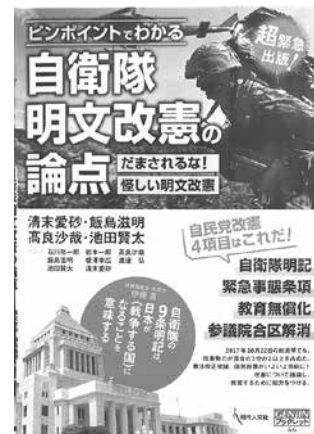 ピンポイントでわかる
超緊急
出版!
自衛隊
明文改憲の
論点
だまされるな!
怪しい明文改憲
清末愛砂・飯島滋明
髙良沙哉・池田賢太
自民党改憲
4項目はこれだ!
自衛隊明記
緊急事態条項
教育無償化
参議院合区解消
自衛隊の
9条明記は、
日本が
「戦争する国」に
なることを
意味する
現代人文社
GENJIN
ブックレット